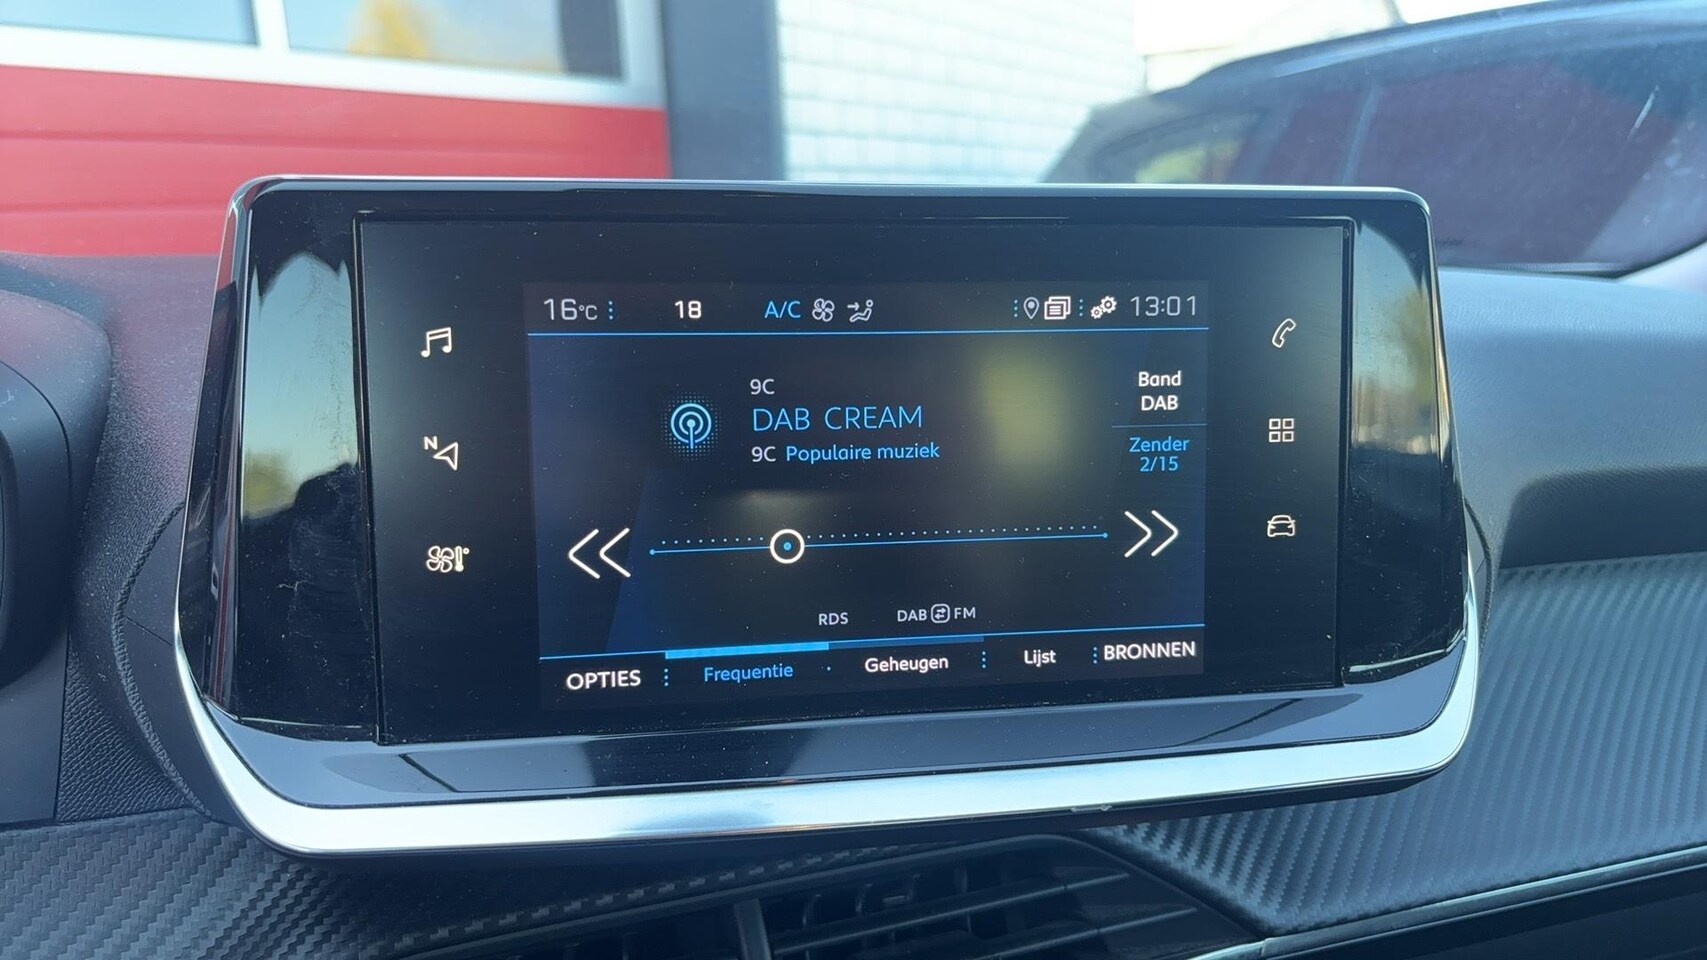 16°C 18 A/C 13:01
9C
DAB CREAM
9C Populaire muziek
Band
DAB
Zender
2/15
N
RDS DAB FM
OPTIES Frequentie Geheugen Lijst BRONNEN